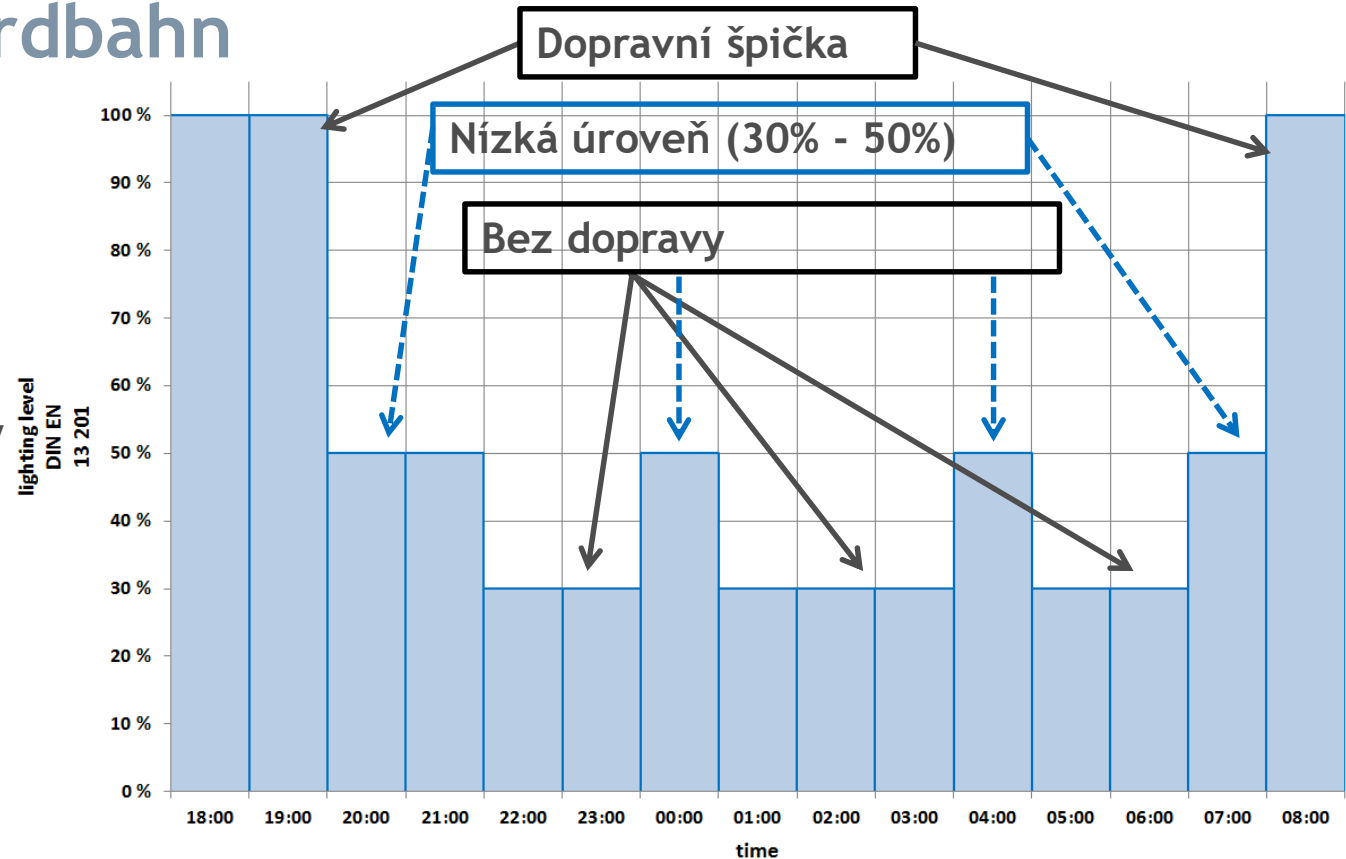 rdbahn
Dopravní špička
Nízká úroveň (30% - 50%)
Bez dopravy
100 %
90 %
80 %
70 %
60 %
50 %
40 %
30 %
20 %
10 %
0 %
lighting level
DIN EN
13 201
18:00 19:00 20:00 21:00 22:00 23:00 00:00 01:00 02:00 03:00 04:00 05:00 06:00 07:00 08:00
time